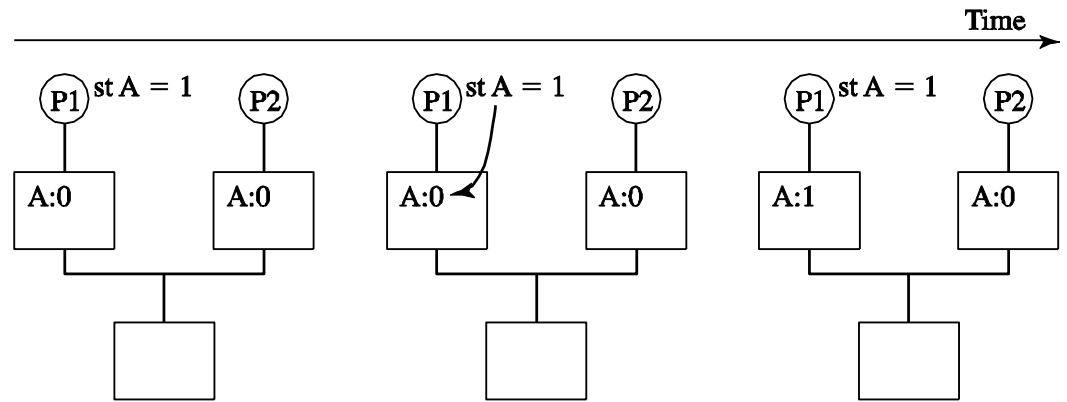 Time
P1 st A = 1 P2 P1 st A = 1 P2 P1 st A = 1 P2
A:0 A:0 A:0 A:0 A:1 A:0